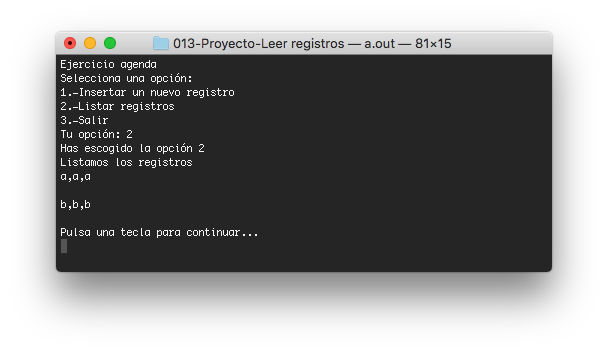 013-Proyecto-Leer registros — a.out — 81×15
Ejercicio agenda
Selecciona una opción:
1.-Insertar un nuevo registro
2.-Listar registros
3.-Salir
Tu opción: 2
Has escogido la opción 2
Listamos los registros
a,a,a
b,b,b
Pulsa una tecla para continuar...